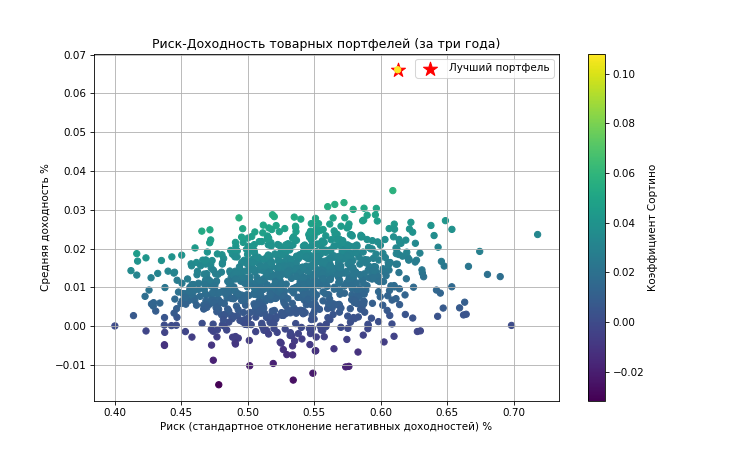 Риск-Доходность товарных портфелей (за три года)
Лучший портфель
Средняя доходность %
0.07
0.06
0.05
0.04
0.03
0.02
0.01
0.00
−0.01
0.40 0.45 0.50 0.55 0.60 0.65 0.70
Риск (стандартное отклонение негативных доходностей) %
0.10
0.08
0.06
0.04
0.02
0.00
−0.02
Коэффициент Сортино